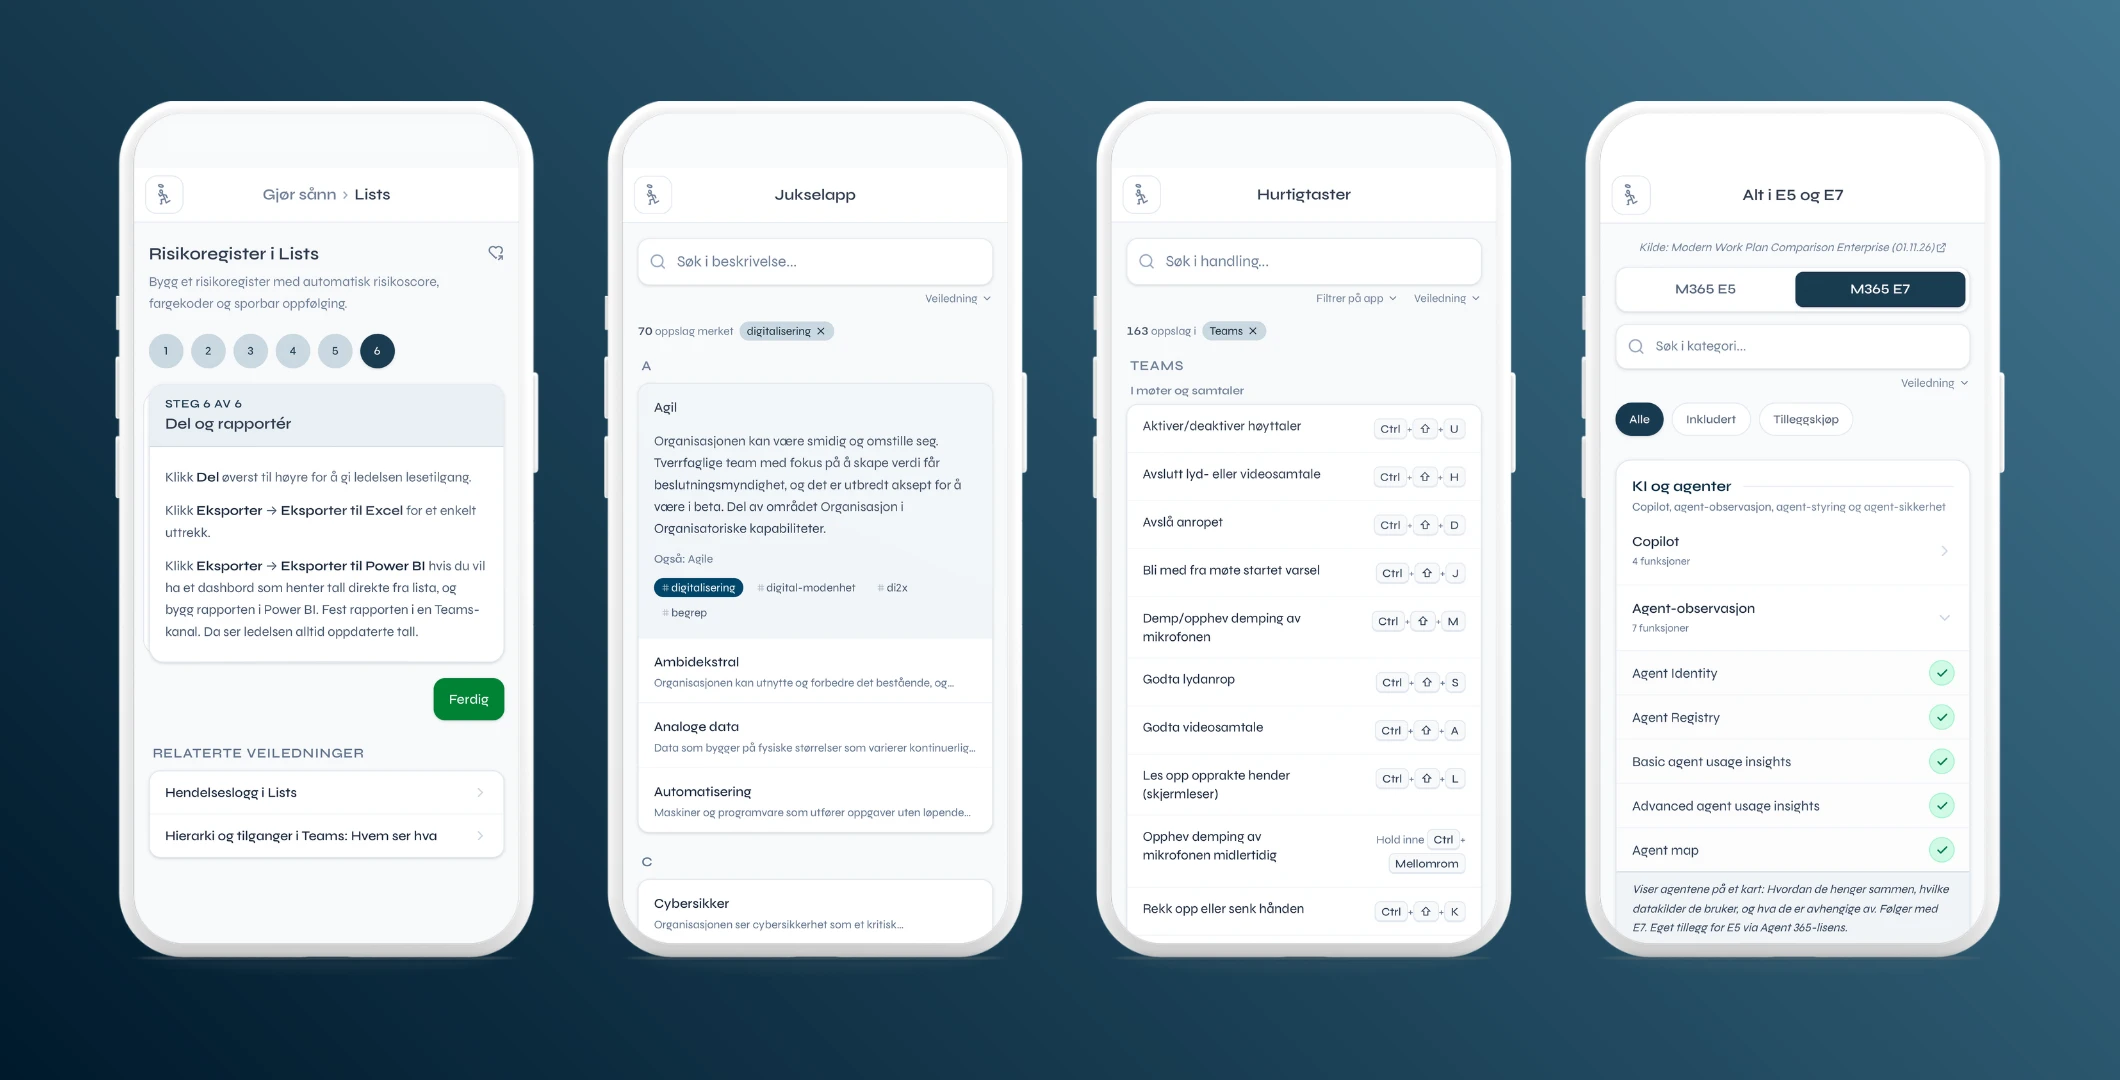 Gjør sånn › Lists
Risikoregister i Lists
Bygg et risikoregister med automatisk risikoscore,
fargekoder og sporbar oppfølging.
1 2 3 4 5 6
STEG 6 AV 6
Del og rapportér
Klikk Del øverst til høyre for å gi ledelsen lesetilgang.
Klikk Eksporter → Eksporter til Excel for et enkelt
uttrekk.
Klikk Eksporter → Eksporter til Power BI hvis du vil
ha et dashbord som henter tall direkte fra lista, og
bygg rapporten i Power BI. Fest rapporten i en Teams-
kanal. Da ser ledelsen alltid oppdaterte tall.
Ferdig
RELATERTE VEILEDNINGER
Hendelseslogg i Lists
Hierarki og tilganger i Teams: Hvem ser hva
Jukselapp
Søk i beskrivelse...
Veiledning
70 oppslag merket digitalisering ×
A
Agil
Organisasjonen kan være smidig og omstille seg.
Tverrfaglige team med fokus på å skape verdi får
beslutningsmyndighet, og det er utbredt aksept for å
være i beta. Del av området Organisasjon i
Organisatoriske kapabiliteter.
Også: Agile
# digitalisering # digital-modenhet # di2x
# begrep
Ambidekstral
Organisasjonen kan utnytte og forbedre det bestående, og...
Analoge data
Data som bygger på fysiske størrelser som varierer kontinuerlig...
Automatisering
Maskiner og programvare som utfører oppgaver uten løpende...
C
Cybersikker
Organisasjonen ser cybersikkerhet som et kritisk...
Hurtigtaster
Søk i handling...
Filtrer på app Veiledning
163 oppslag i Teams ×
TEAMS
I møter og samtaler
Aktiver/deaktiver høyttaler Ctrl + ⇧ + U
Avslutt lyd- eller videosamtale Ctrl + ⇧ + H
Avslå anropet Ctrl + ⇧ + D
Bli med fra møte startet varsel Ctrl + ⇧ + J
Demp/opphev demping av Ctrl + ⇧ + M
mikrofonen
Godta lydanrop Ctrl + ⇧ + S
Godta videosamtale Ctrl + ⇧ + A
Les opp opprakte hender Ctrl + ⇧ + L
(skjermleser)
Opphev demping av Hold inne Ctrl +
mikrofonen midlertidig Mellomrom
Rekk opp eller senk hånden Ctrl + ⇧ + K
Alt i E5 og E7
Kilde: Modern Work Plan Comparison Enterprise (01.11.26)
M365 E5 M365 E7
Søk i kategori...
Veiledning
Alle Inkludert Tilleggskjøp
KI og agenter
Copilot, agent-observasjon, agent-styring og agent-sikkerhet
Copilot
4 funksjoner
Agent-observasjon
7 funksjoner
Agent Identity
Agent Registry
Basic agent usage insights
Advanced agent usage insights
Agent map
Viser agentene på et kart: Hvordan de henger sammen, hvilke
datakilder de bruker, og hva de er avhengige av. Følger med
E7. Eget tillegg for E5 via Agent 365-lisens.